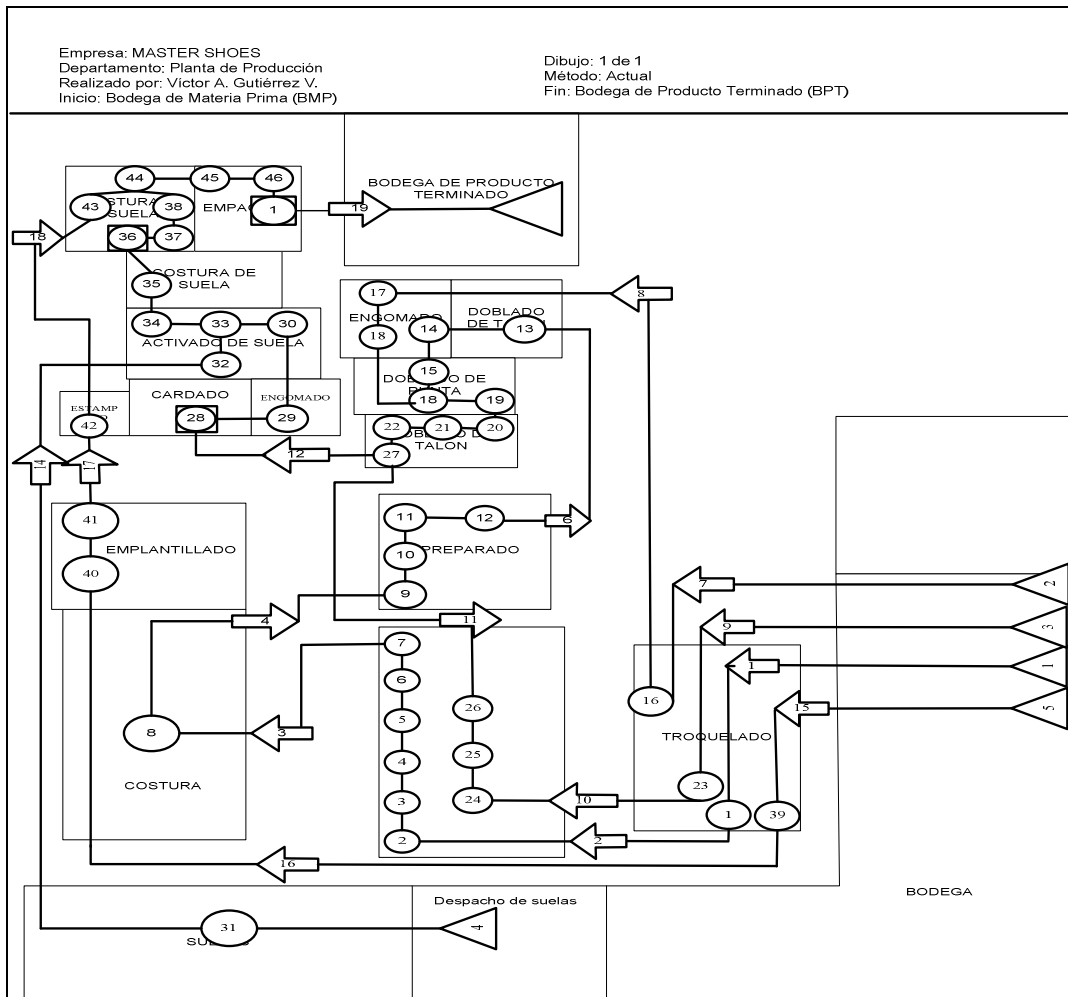 Empresa: MASTER SHOES
Departamento: Planta de Producción
Realizado por: Víctor A. Gutiérrez V.
Inicio: Bodega de Materia Prima (BMP)
Dibujo: 1 de 1
Método: Actual
Fin: Bodega de Producto Terminado (BPT)
BODEGA DE PRODUCTO
TERMINADO
44
45
46
43
38
SUELA
1
19
18
36
37
COSTURA DE
SUELA
35
34
33
30
ACTIVADO DE SUELA
32
17
8
ENGOMADO
DOBLADO
14
13
18
15
DE
18
19
CARDADO
ENGOMADO
ESTAMP
42
28
29
22
21
20
TALON
27
12
14
17
41
EMPLANTILLADO
40
11
12
6
10
PREPARADO
9
2
7
4
11
9
3
7
1
1
6
16
15
5
26
5
8
3
TROQUELADO
4
25
COSTURA
23
3
24
10
1
39
2
2
16
BODEGA
Despacho de suelas
31
4